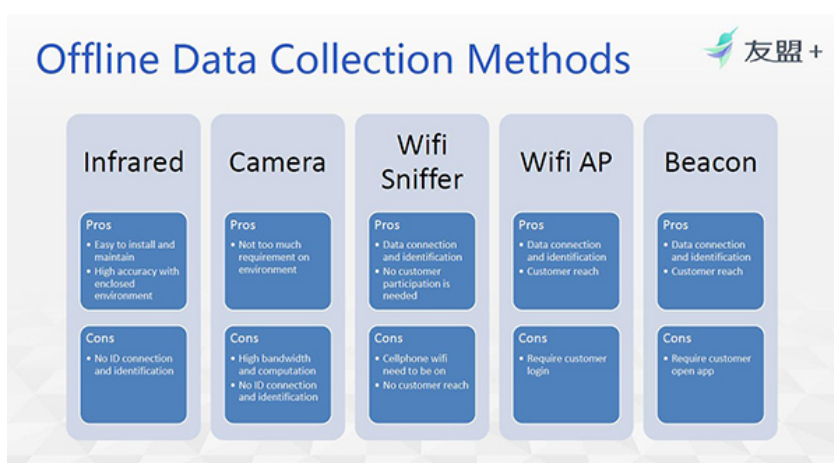 Offline Data Collection Methods
友盟+
Infrared
Pros
• Easy to install and
maintain
• High accuracy with
enclosed
environment
Cons
• No ID connection
and identification
Camera
Pros
• Not too much
requirement on
environment
Cons
• High bandwidth
and computation
• No ID connection
and identification
Wifi
Sniffer
Pros
• Data connection
and identification
• No customer
participation is
needed
Cons
• Cellphone wifi
need to be on
• No customer reach
Wifi AP
Pros
• Data connection
and identification
• Customer reach
Cons
• Require customer
login
Beacon
Pros
• Data connection
and identification
• Customer reach
Cons
• Require customer
open app